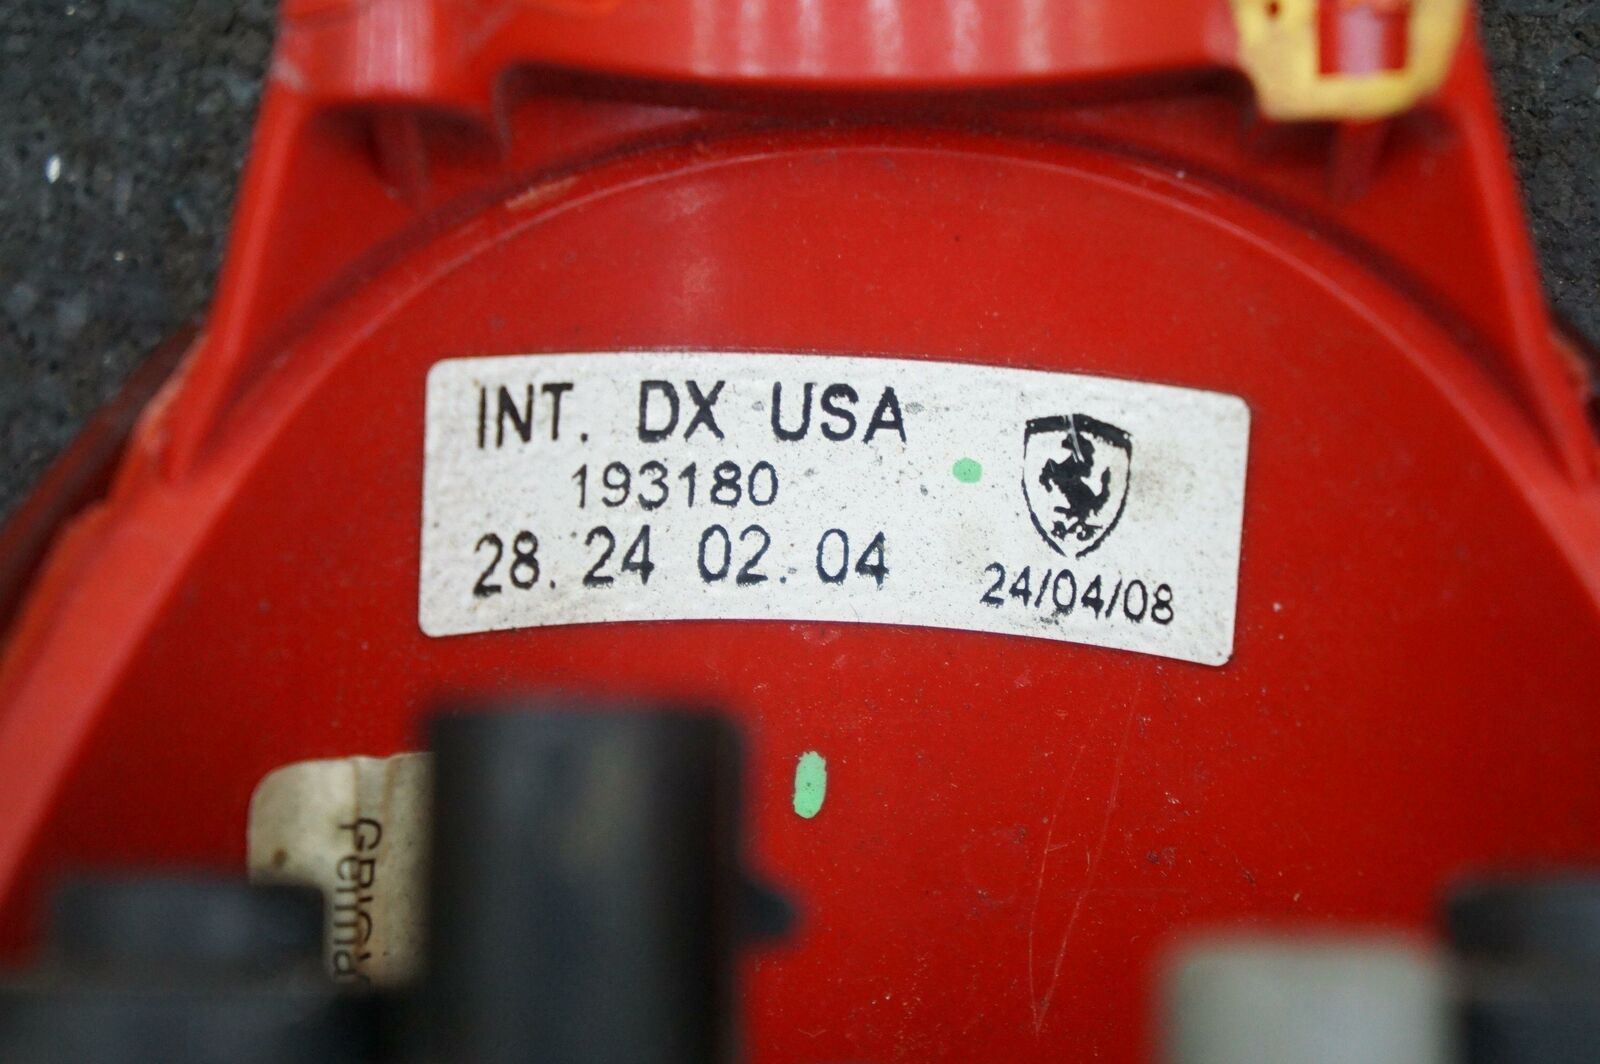 INT. DX USA
193180
28. 24 02. 04
24/04/08